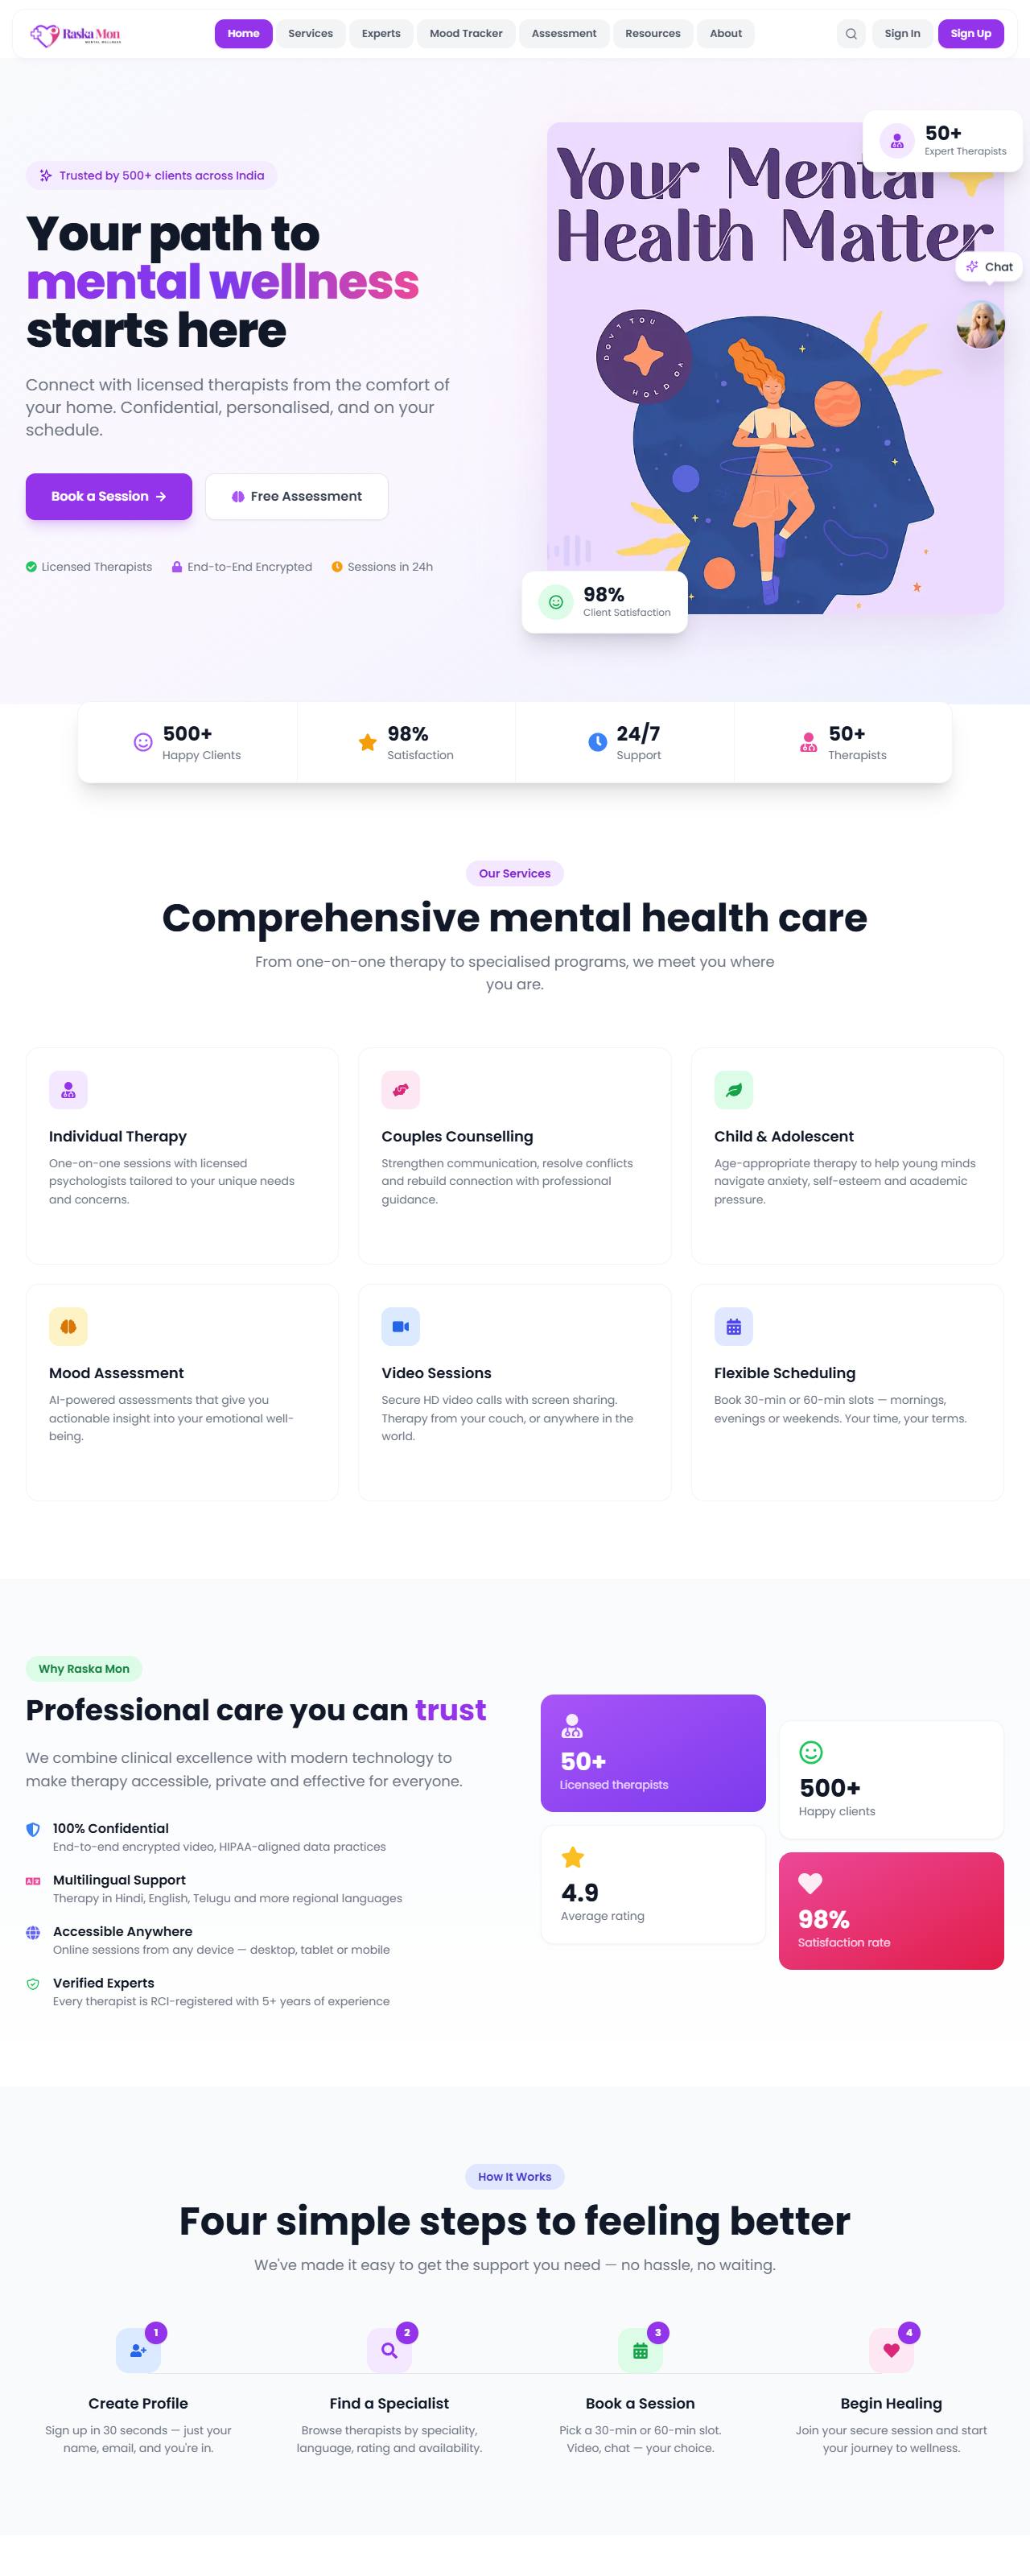 Raska Mon
MENTAL WELLNESS
Home
Services
Experts
Mood Tracker
Assessment
Resources
About
Sign In
Sign Up
Trusted by 500+ clients across India
Your path to
mental wellness
starts here
Connect with licensed therapists from the comfort of
your home. Confidential, personalised, and on your
schedule.
Book a Session →
Free Assessment
Licensed Therapists
End-to-End Encrypted
Sessions in 24h
Your Mental
Health Matter
DON'T YOU
HOLD
50+
Expert Therapists
Chat
98%
Client Satisfaction
500+
Happy Clients
98%
Satisfaction
24/7
Support
50+
Therapists
Our Services
Comprehensive mental health care
From one-on-one therapy to specialised programs, we meet you where
you are.
Individual Therapy
One-on-one sessions with licensed
psychologists tailored to your unique needs
and concerns.
Couples Counselling
Strengthen communication, resolve conflicts
and rebuild connection with professional
guidance.
Child & Adolescent
Age-appropriate therapy to help young minds
navigate anxiety, self-esteem and academic
pressure.
Mood Assessment
AI-powered assessments that give you
actionable insight into your emotional well-
being.
Video Sessions
Secure HD video calls with screen sharing.
Therapy from your couch, or anywhere in the
world.
Flexible Scheduling
Book 30-min or 60-min slots — mornings,
evenings or weekends. Your time, your terms.
Why Raska Mon
Professional care you can trust
We combine clinical excellence with modern technology to
make therapy accessible, private and effective for everyone.
100% Confidential
End-to-end encrypted video, HIPAA-aligned data practices
Multilingual Support
Therapy in Hindi, English, Telugu and more regional languages
Accessible Anywhere
Online sessions from any device — desktop, tablet or mobile
Verified Experts
Every therapist is RCI-registered with 5+ years of experience
50+
Licensed therapists
500+
Happy clients
4.9
Average rating
98%
Satisfaction rate
How It Works
Four simple steps to feeling better
We've made it easy to get the support you need — no hassle, no waiting.
1
Create Profile
Sign up in 30 seconds — just your
name, email, and you're in.
2
Find a Specialist
Browse therapists by speciality,
language, rating and availability.
3
Book a Session
Pick a 30-min or 60-min slot.
Video, chat — your choice.
4
Begin Healing
Join your secure session and start
your journey to wellness.